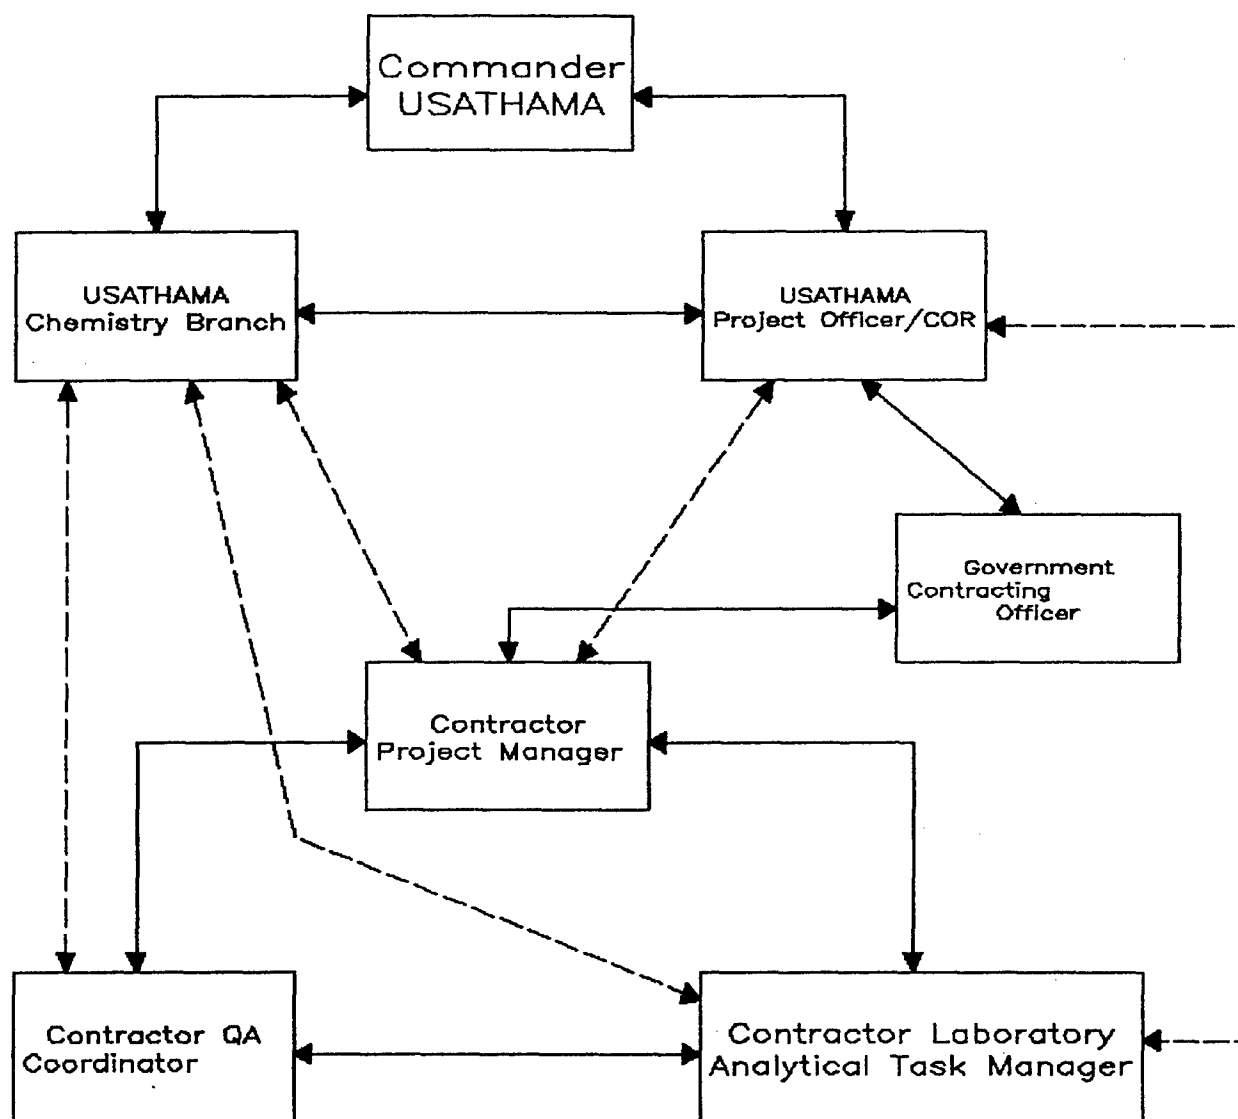 Commander
USATHAMA
USATHAMA
Chemistry Branch
USATHAMA
Project Officer/COR
Government
Contracting
Officer
Contractor
Project Manager
Contractor QA
Coordinator
Contractor Laboratory
Analytical Task Manager